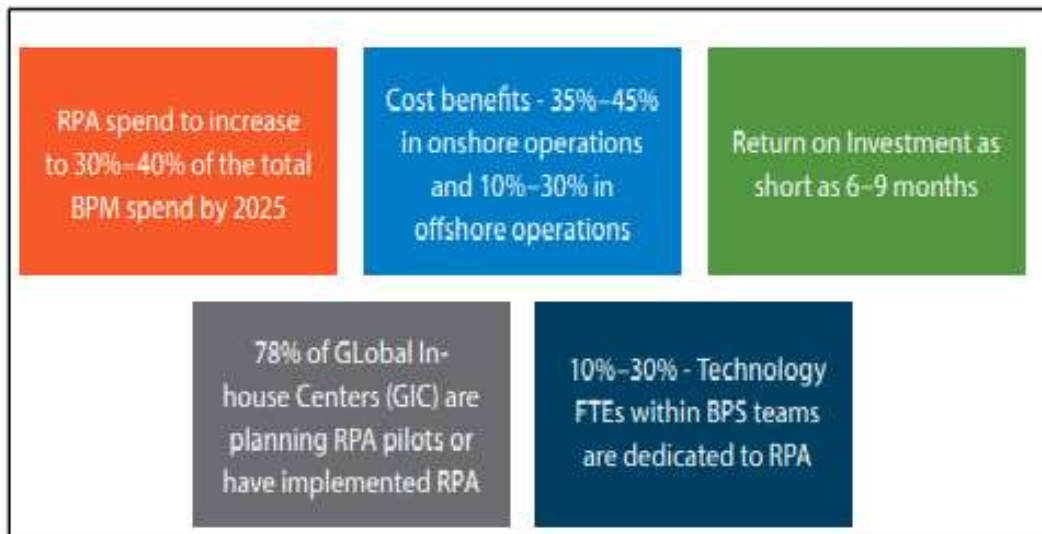 RPA spend to increase
to 30%–40% of the total
BPM spend by 2025
Cost benefits - 35%–45%
in onshore operations
and 10%–30% in
offshore operations
Return on Investment as
short as 6–9 months
78% of GLobal In-
house Centers (GIC) are
planning RPA pilots or
have implemented RPA
10%–30% - Technology
FTEs within BPS teams
are dedicated to RPA